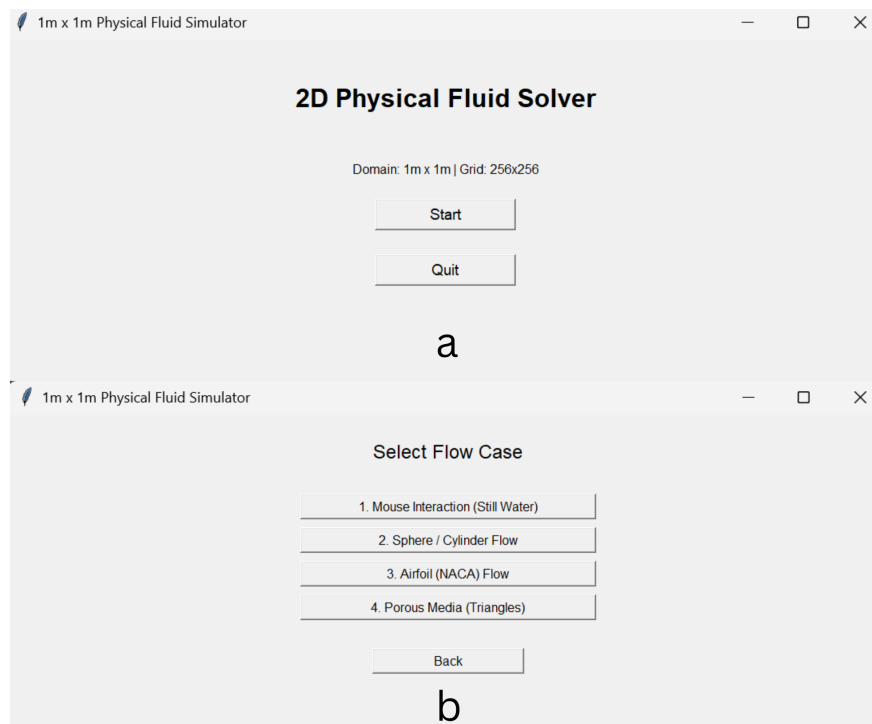 1m x 1m Physical Fluid Simulator
2D Physical Fluid Solver
Domain: 1m x 1m | Grid: 256x256
Start
Quit
a
1m x 1m Physical Fluid Simulator
Select Flow Case
1. Mouse Interaction (Still Water)
2. Sphere / Cylinder Flow
3. Airfoil (NACA) Flow
4. Porous Media (Triangles)
Back
b